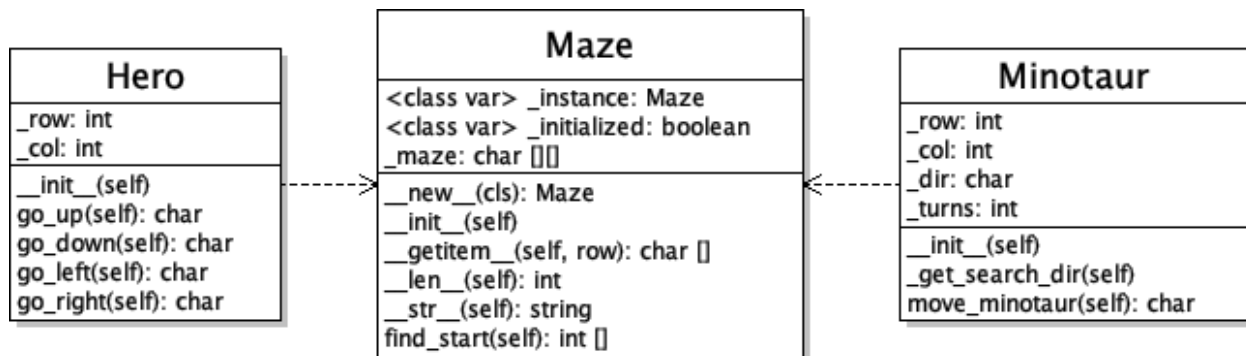 Hero
_row: int
_col: int
__init__(self)
go_up(self): char
go_down(self): char
go_left(self): char
go_right(self): char
Maze
<class var> _instance: Maze
<class var> _initialized: boolean
_maze: char [][]
__new__(cls): Maze
__init__(self)
__getitem__(self, row): char []
__len__(self): int
__str__(self): string
find_start(self): int []
Minotaur
_row: int
_col: int
_dir: char
_turns: int
__init__(self)
_get_search_dir(self)
move_minotaur(self): char